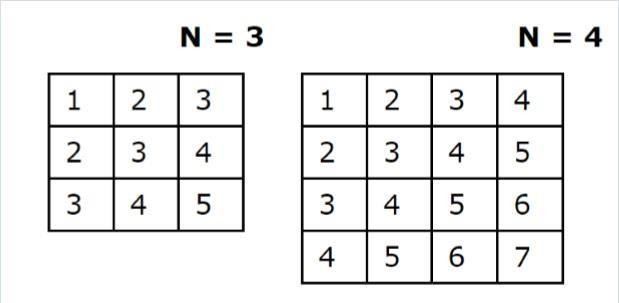 N = 3
1 2 3
2 3 4
3 4 5
N = 4
1 2 3 4
2 3 4 5
3 4 5 6
4 5 6 7